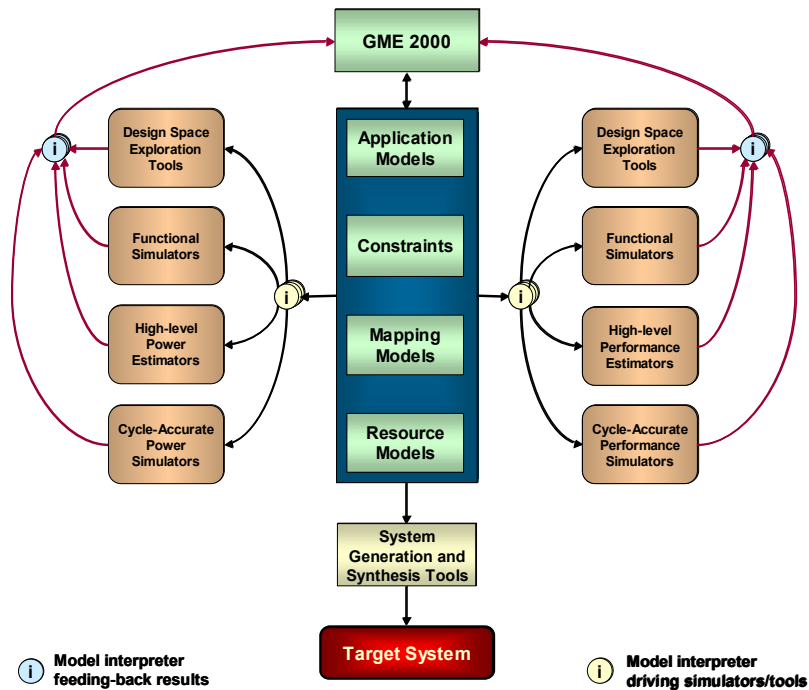 GME 2000
i
Design Space
Exploration
Tools
Functional
Simulators
High-level
Power
Estimators
Cycle-Accurate
Power
Simulators
i
Application
Models
Constraints
Mapping
Models
Resource
Models
i
Design Space
Exploration
Tools
Functional
Simulators
High-level
Performance
Estimators
Cycle-Accurate
Performance
Simulators
i
System
Generation and
Synthesis Tools
Target System
i
Model interpreter
feeding-back results
i
Model interpreter
driving simulators/tools